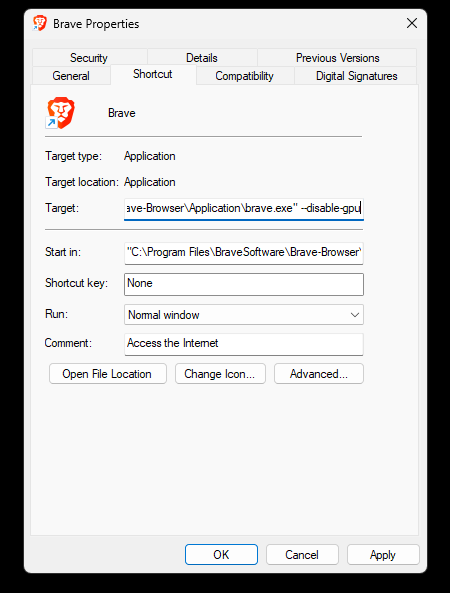 Brave Properties
Security Details Previous Versions
General Shortcut Compatibility Digital Signatures
Brave
Target type: Application
Target location: Application
Target: ave-Browser\Application\brave.exe" --disable-gpu
Start in: "C:\Program Files\BraveSoftware\Brave-Browser\
Shortcut key: None
Run: Normal window
Comment: Access the Internet
Open File Location Change Icon... Advanced...
OK Cancel Apply